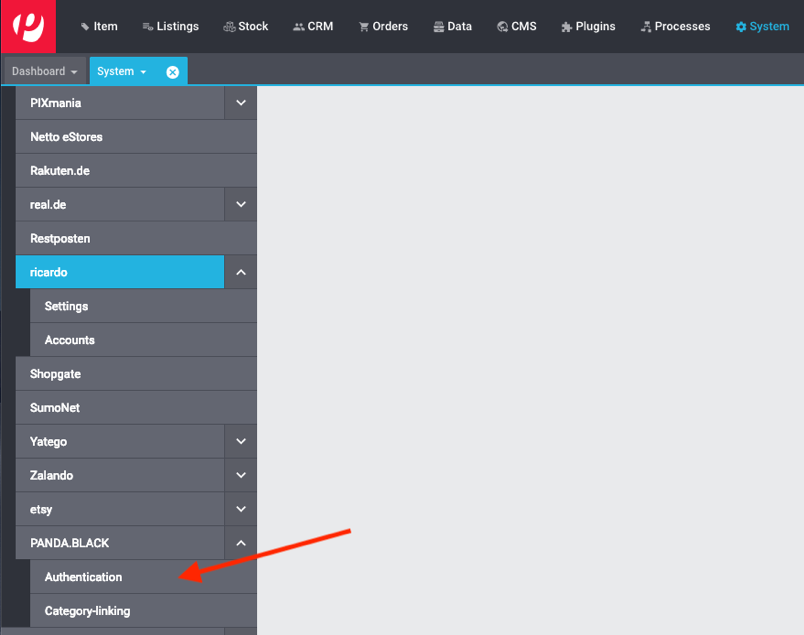 Item Listings Stock CRM Orders Data CMS Plugins Processes System
Dashboard System
PIXmania
Netto eStores
Rakuten.de
real.de
Restposten
ricardo
Settings
Accounts
Shopgate
SumoNet
Yatego
Zalando
etsy
PANDA.BLACK
Authentication
Category-linking